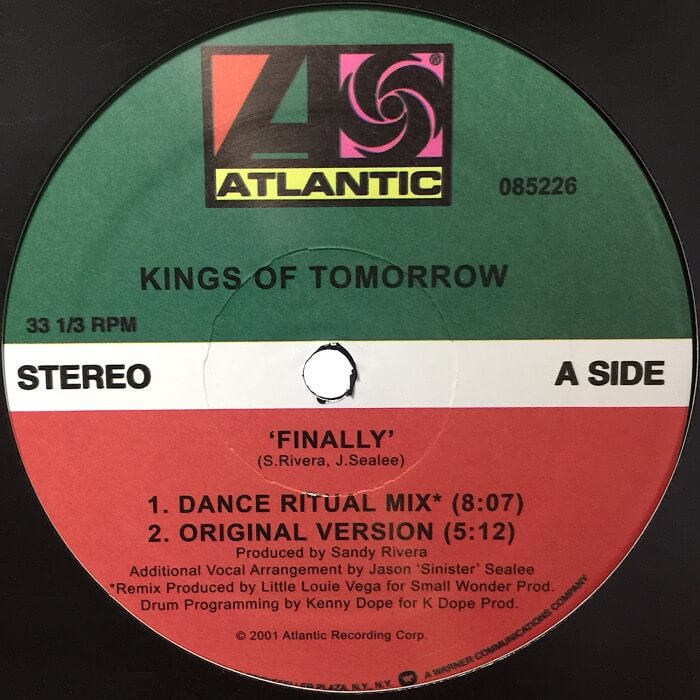 ATLANTIC
®
085226
KINGS OF TOMORROW
33 1/3 RPM
STEREO
A SIDE
‘FINALLY’
(S.Rivera, J.Sealee)
1. DANCE RITUAL MIX* (8:07)
2. ORIGINAL VERSION (5:12)
Produced by Sandy Rivera
Additional Vocal Arrangement by Jason ‘Sinister’ Sealee
*Remix Produced by Little Louie Vega for Small Wonder Prod.
Drum Programming by Kenny Dope for K Dope Prod.
© 2001 Atlantic Recording Corp.
PLAZA, N.Y., N.Y. A WARNER COMMUNICATIONS COMPANY